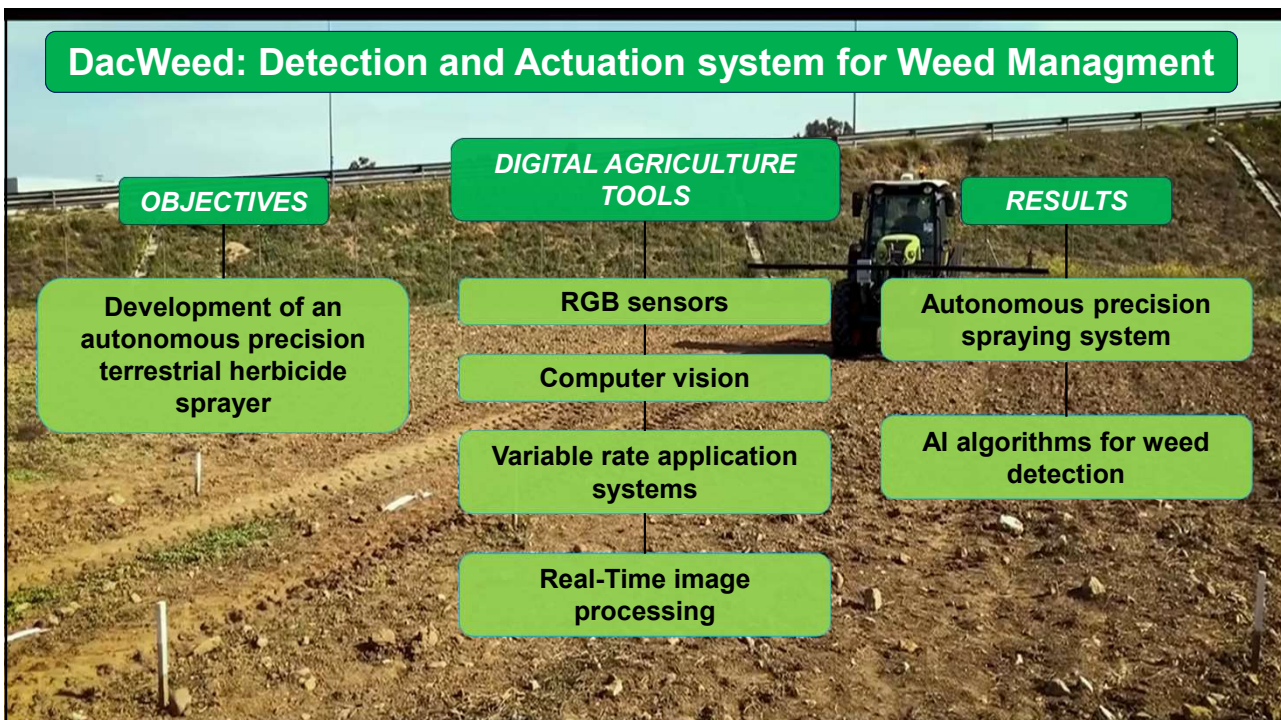 DacWeed: Detection and Actuation system for Weed Managment
OBJECTIVES
Development of an
autonomous precision
terrestrial herbicide
sprayer
DIGITAL AGRICULTURE
TOOLS
RGB sensors
Computer vision
Variable rate application
systems
Real-Time image
processing
RESULTS
Autonomous precision
spraying system
AI algorithms for weed
detection